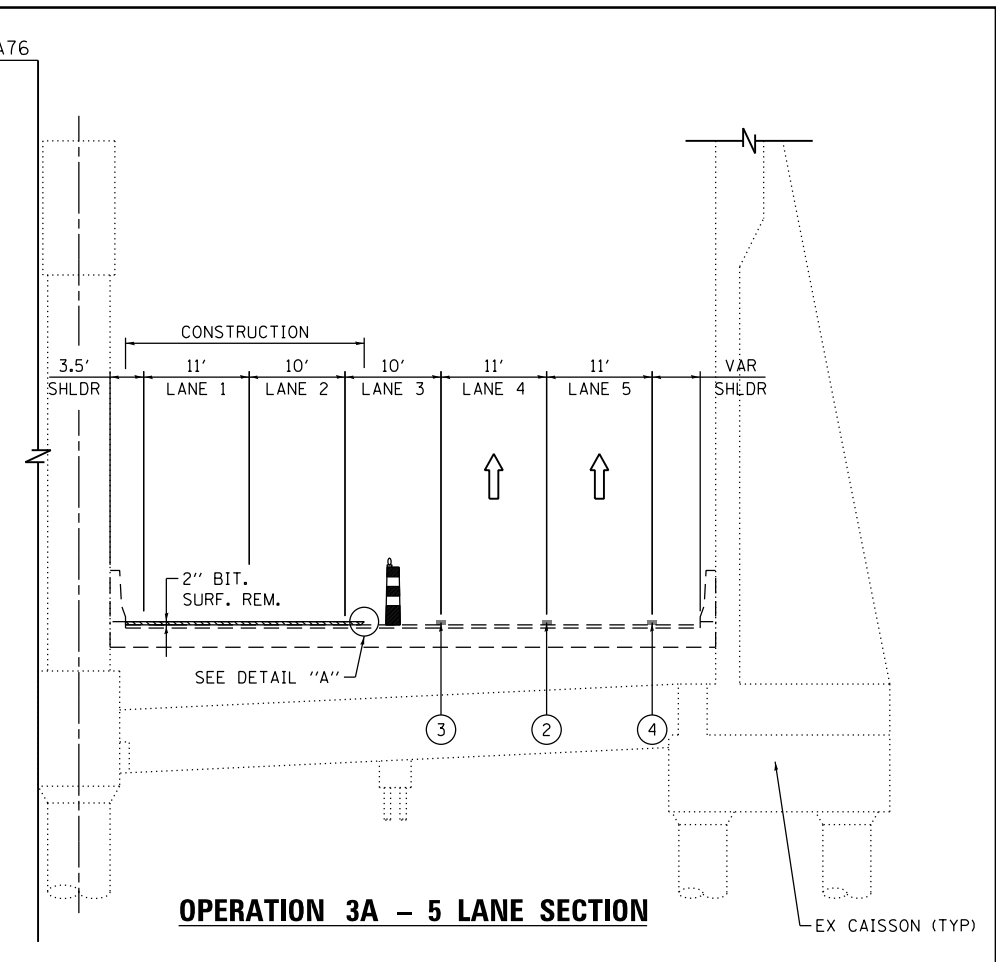 A76
CONSTRUCTION
3.5' 11' 10' 10' 11' 11' VAR
SHLDR LANE 1 LANE 2 LANE 3 LANE 4 LANE 5 SHLDR
2" BIT.
SURF. REM.
SEE DETAIL "A"
3 2 4
OPERATION 3A - 5 LANE SECTION
EX CAISSON (TYP)